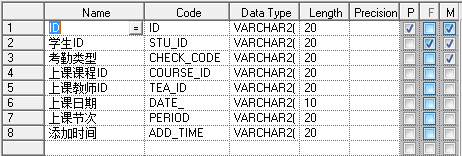 Name Code Data Type Length Precision P F M
1 ID = ID VARCHAR2( 20
2 学生ID STU_ID VARCHAR2( 20
3 考勤类型 CHECK_CODE VARCHAR2( 20
4 上课课程ID COURSE_ID VARCHAR2( 20
5 上课教师ID TEA_ID VARCHAR2( 20
6 上课日期 DATE_ VARCHAR2( 10
7 上课节次 PERIOD VARCHAR2( 20
8 添加时间 ADD_TIME VARCHAR2( 20